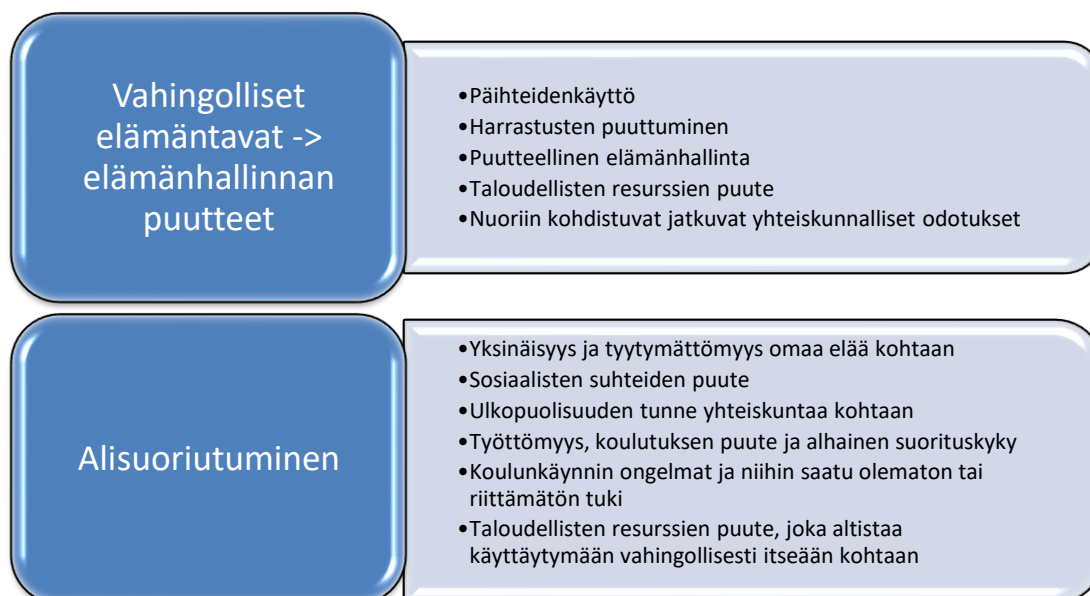 Vahingolliset
elämäntavat ->
elämänhallinnan
puutteet
•Päihteidenkäyttö
•Harrastusten puuttuminen
•Puutteellinen elämänhallinta
•Taloudellisten resurssien puute
•Nuoriin kohdistuvat jatkuvat yhteiskunnalliset odotukset
Alisuoriutuminen
•Yksinäisyys ja tyytymättömyys omaa elää kohtaan
•Sosiaalisten suhteiden puute
•Ulkopuolisuuden tunne yhteiskuntaa kohtaan
•Työttömyys, koulutuksen puute ja alhainen suorituskyky
•Koulunkäynnin ongelmat ja niihin saatu olematon tai
riittämätön tuki
•Taloudellisten resurssien puute, joka altistaa
käyttäytymään vahingollisesti itseään kohtaan